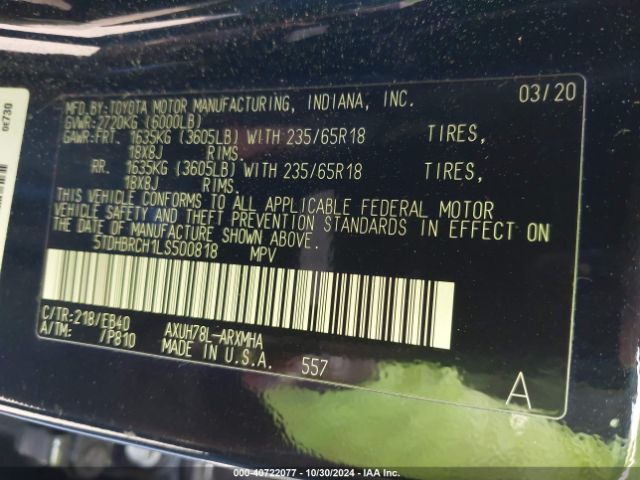 MFD.BY:TOYOTA MOTOR MANUFACTURING, INDIANA, INC. 03/20
GVWR:2720KG (6000LB)
GAWR:FRT. 1635KG (3605LB) WITH 235/65R18 TIRES,
18X8J RIMS.
RR. 1635KG (3605LB) WITH 235/65R18 TIRES,
18X8J RIMS.
THIS VEHICLE CONFORMS TO ALL APPLICABLE FEDERAL MOTOR
VEHICLE SAFETY AND THEFT PREVENTION STANDARDS IN EFFECT ON
THE DATE OF MANUFACTURE SHOWN ABOVE.
5TDHBRCH1LS500818 MPV
C/TR:218/EB40 AXUH78L-ARXMHA
A/TM: /P810 MADE IN U.S.A. 557 A
0E730
000-40722077 - 10/30/2024 - IAA Inc.